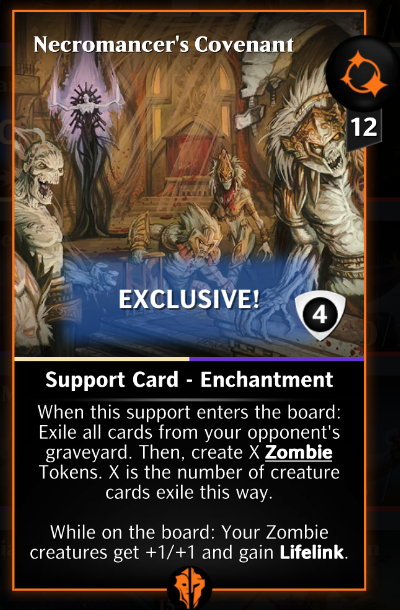 Necromancer's Covenant
12
EXCLUSIVE!
4
Support Card - Enchantment
When this support enters the board:
Exile all cards from your opponent's
graveyard. Then, create X Zombie
Tokens. X is the number of creature
cards exile this way.
While on the board: Your Zombie
creatures get +1/+1 and gain Lifelink.